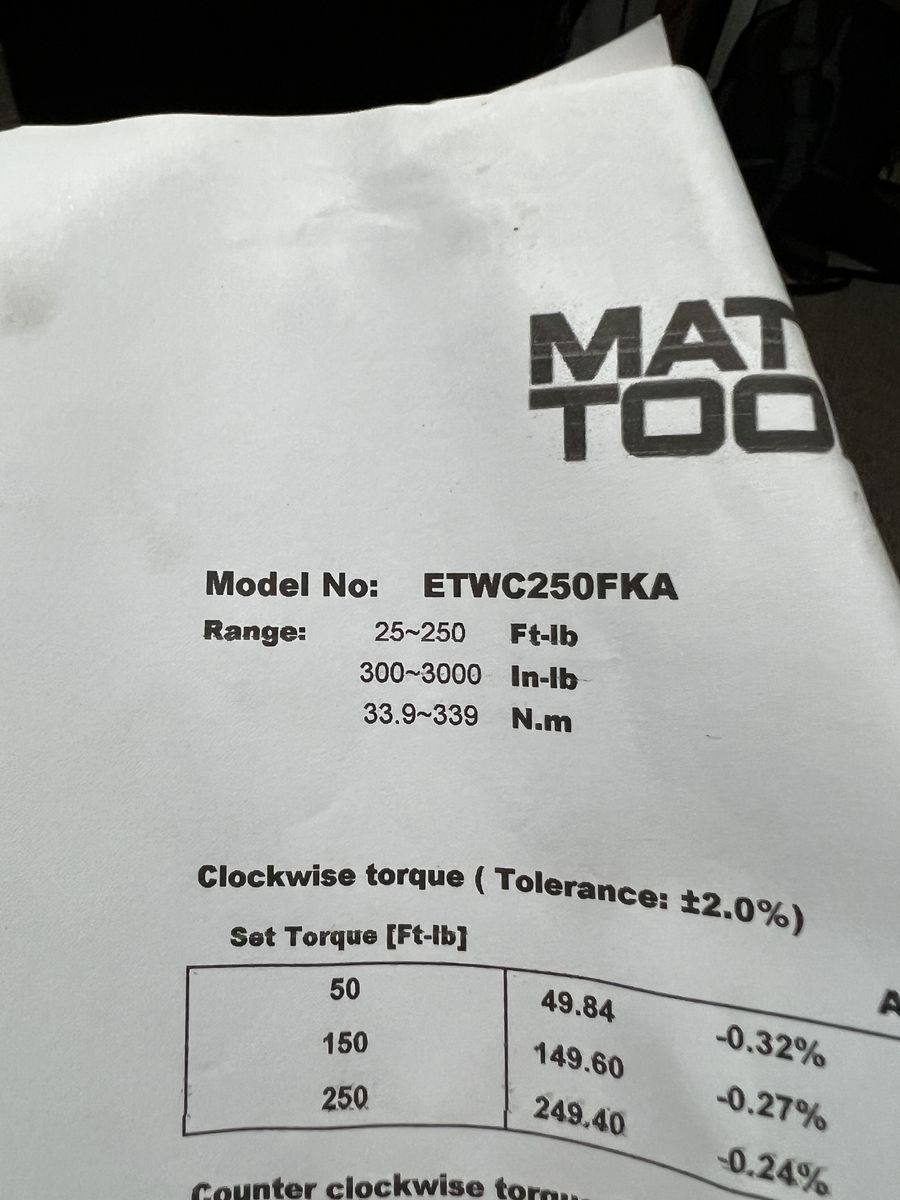 MAT
TOO
Model No: ETWC250FKA
Range: 25~250 Ft-lb
300~3000 In-lb
33.9~339 N.m
Clockwise torque ( Tolerance: ±2.0%)
Set Torque [Ft-lb] A
50 49.84 -0.32%
150 149.60 -0.27%
250 249.40 -0.24%
Counter clockwise torqu